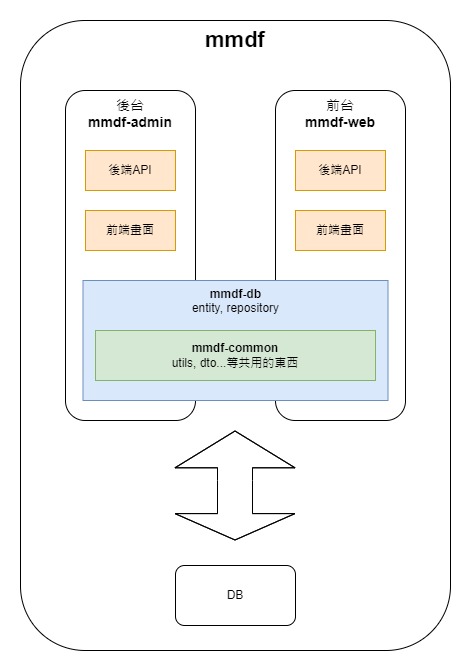 mmdf
後台
mmdf-admin
後端API
前端畫面
前台
mmdf-web
後端API
前端畫面
mmdf-db
entity, repository
mmdf-common
utils, dto...等共用的東西
DB